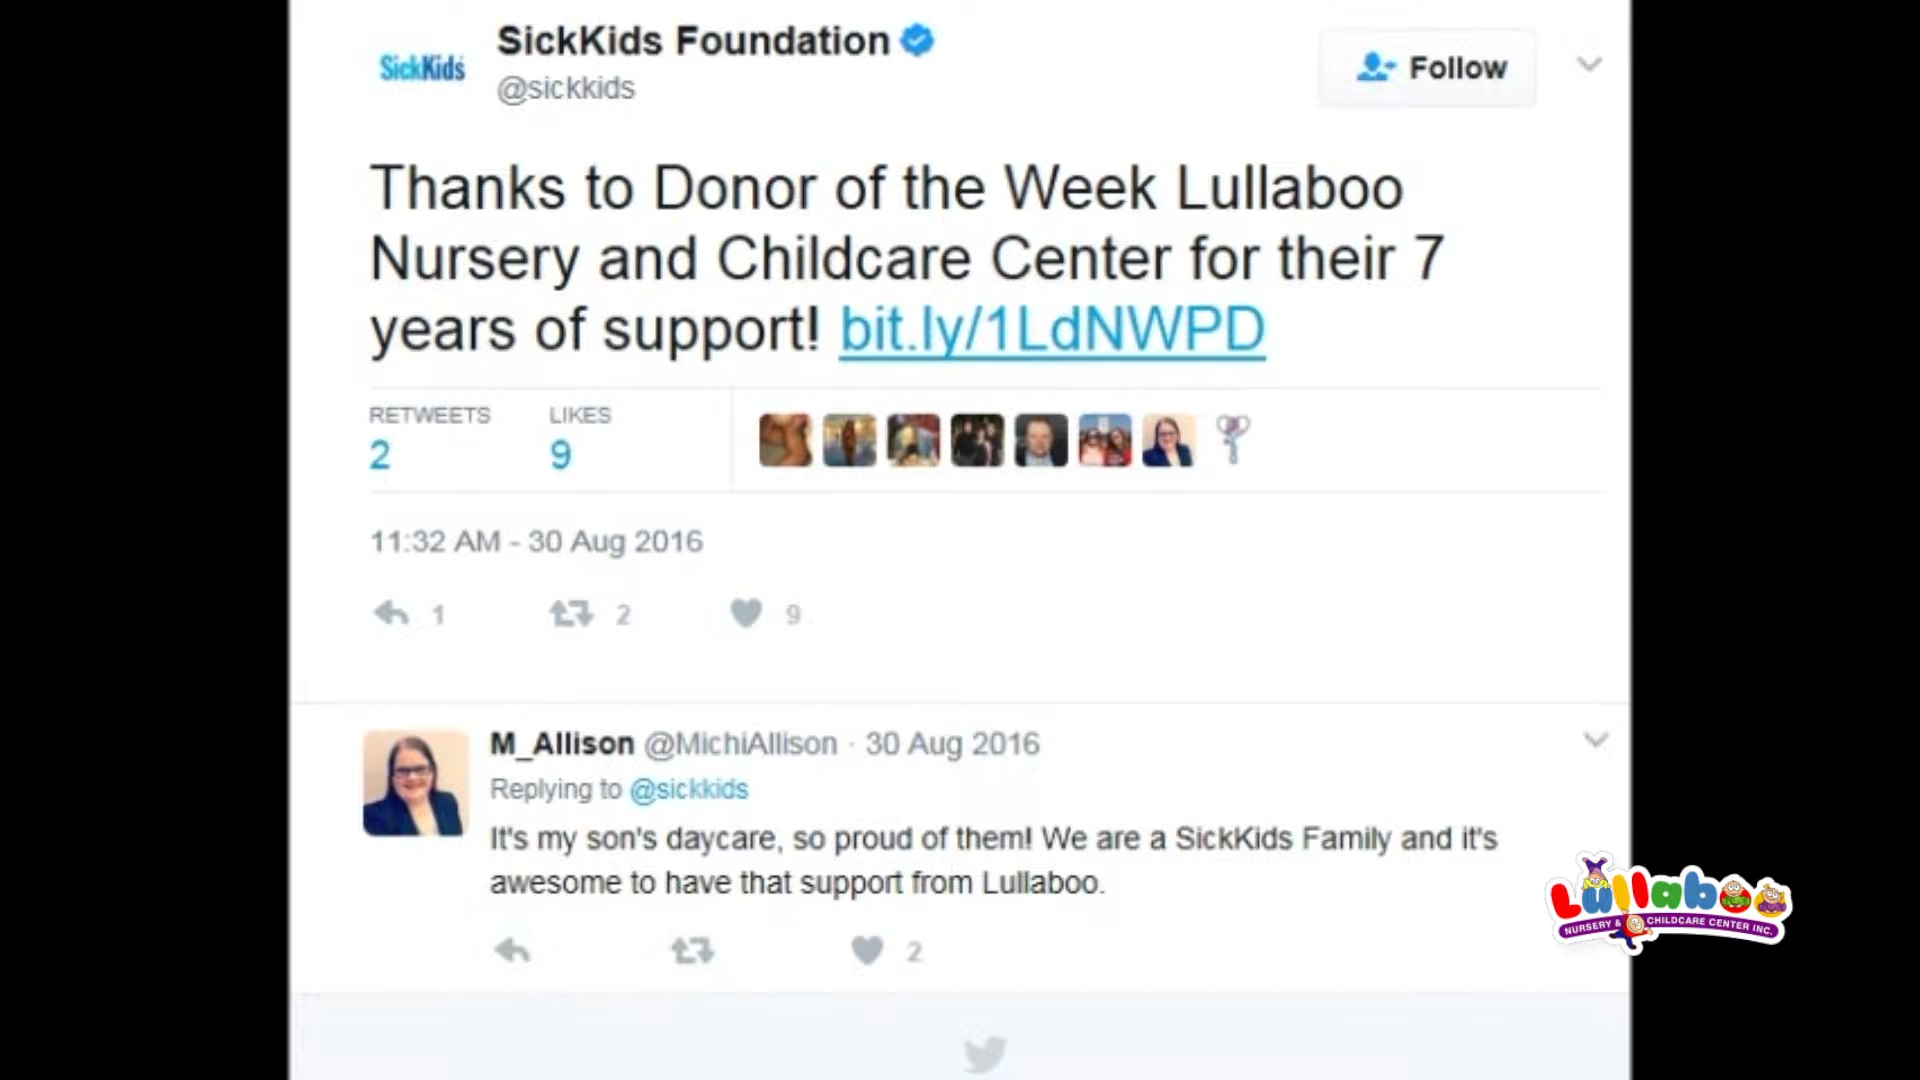 SickKids
SickKids Foundation
@sickkids
Follow
Thanks to Donor of the Week Lullaboo
Nursery and Childcare Center for their 7
years of support! bit.ly/1LdNWPD
RETWEETS LIKES
2 9
11:32 AM - 30 Aug 2016
1 2 9
M_Allison @MichiAllison · 30 Aug 2016
Replying to @sickkids
It's my son's daycare, so proud of them! We are a SickKids Family and it's
awesome to have that support from Lullaboo.
2
Lullaboo
NURSERY & CHILDCARE CENTER INC.